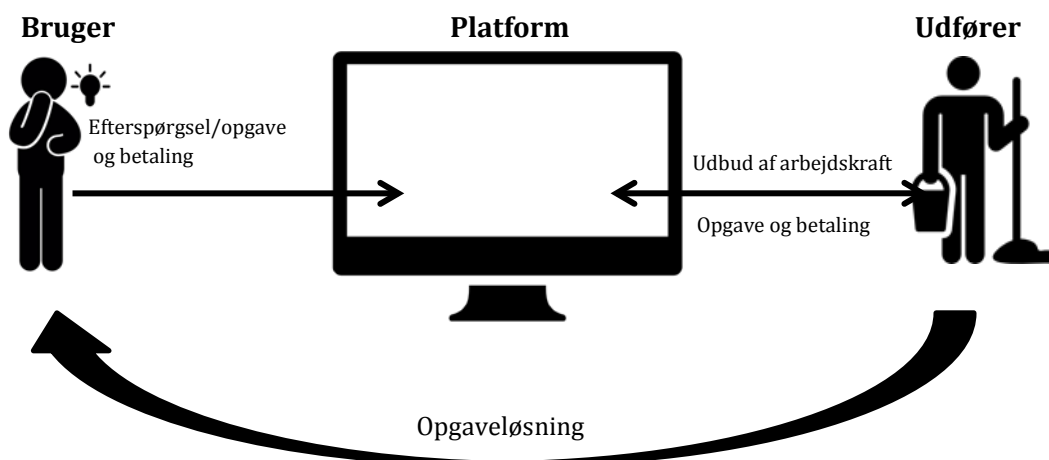 Bruger
Platform
Udfører
Efterspørgsel/opgave
og betaling
Udbud af arbejdskraft
Opgave og betaling
Opgaveløsning